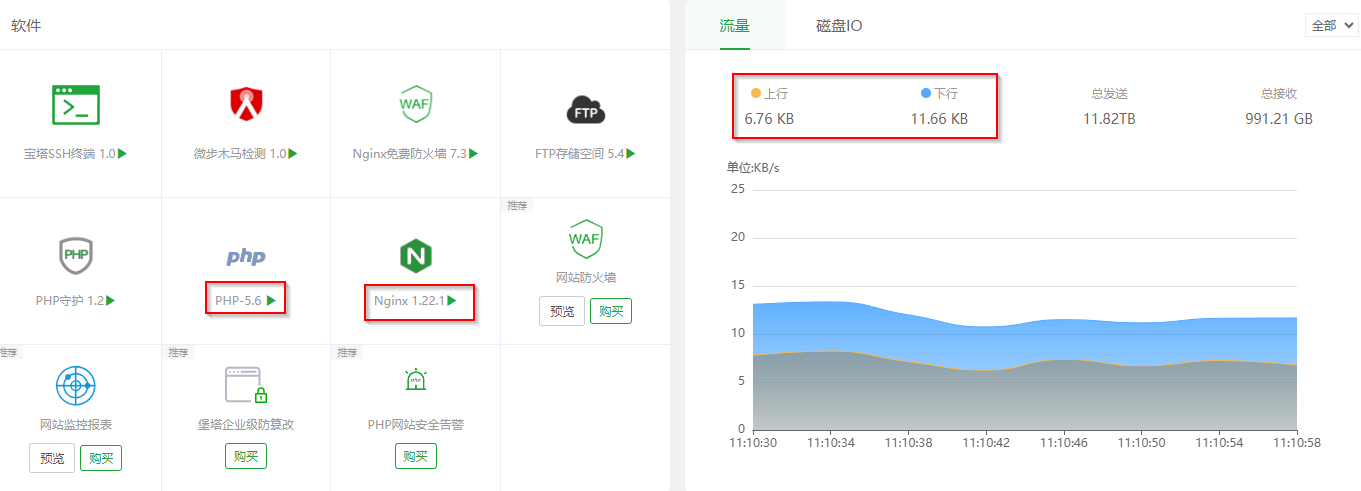 软件
宝塔SSH终端 1.0
微步木马检测 1.0
WAF
Nginx免费防火墙 7.3
FTP
FTP存储空间 5.4
PHP
PHP守护 1.2
php
PHP-5.6
N
Nginx 1.22.1
推荐
WAF
网站防火墙
预览 购买
推荐
网站监控报表
预览 购买
推荐
堡塔企业级防篡改
购买
推荐
php
PHP网站安全告警
购买
流量 磁盘IO 全部
上行 下行 总发送 总接收
6.76 KB 11.66 KB 11.82TB 991.21 GB
单位:KB/s
25
20
15
10
5
0
11:10:30 11:10:34 11:10:38 11:10:42 11:10:46 11:10:50 11:10:54 11:10:58